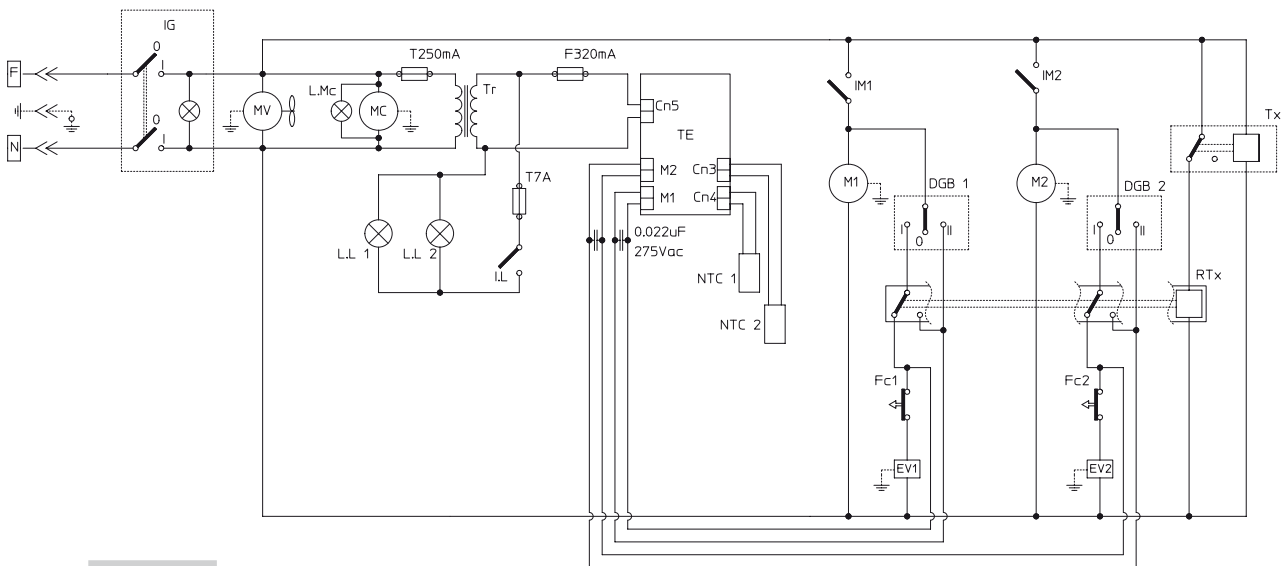 IG
0
I
F
0
I
N
MV
L.Mc
MC
T250mA
Tr
F320mA
Cn5
TE
M2
Cn3
M1
Cn4
T7A
L.L 1
L.L 2
I.L
0.022uF
275Vac
NTC 1
NTC 2
IM1
IM2
Tx
M1
M2
DGB 1
I
0
II
DGB 2
I
0
II
RTx
Fc1
Fc2
EV1
EV2